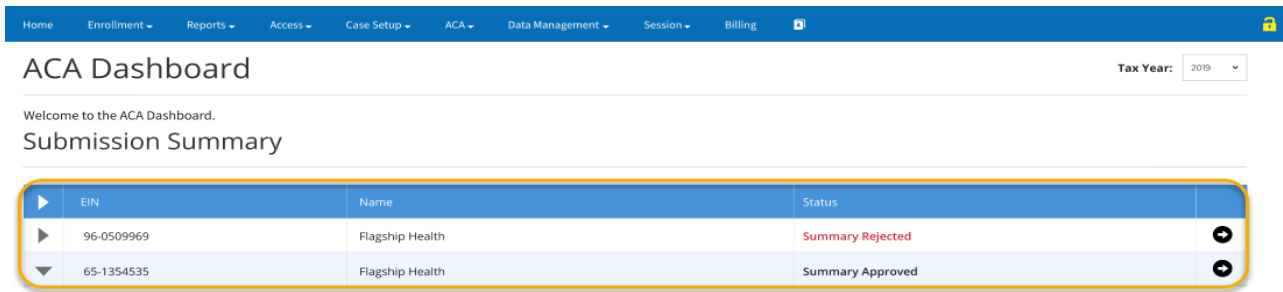 Home Enrollment Reports Access Case Setup ACA Data Management Session Billing
ACA Dashboard
Tax Year: 2019
Welcome to the ACA Dashboard.
Submission Summary
EIN Name Status
96-0509969 Flagship Health Summary Rejected
65-1354535 Flagship Health Summary Approved